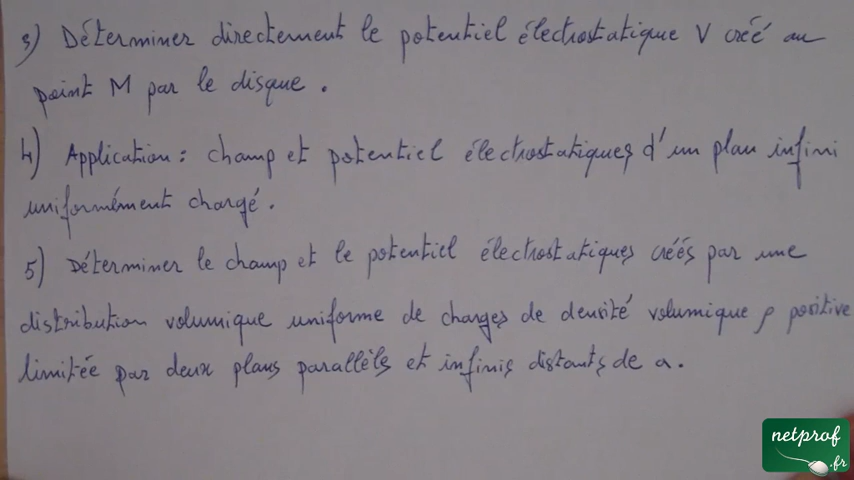 3) Déterminer directement le potentiel électrostatique V créé au
point M par le disque.
4) Application : champ et potentiel électrostatiques d'un plan infini
uniformément chargé.
5) Déterminer le champ et le potentiel électrostatiques créés par une
distribution volumique uniforme de charges de densité volumique ρ positive
limitée par deux plans parallèls et infinis distants de a.
netprof
.fr